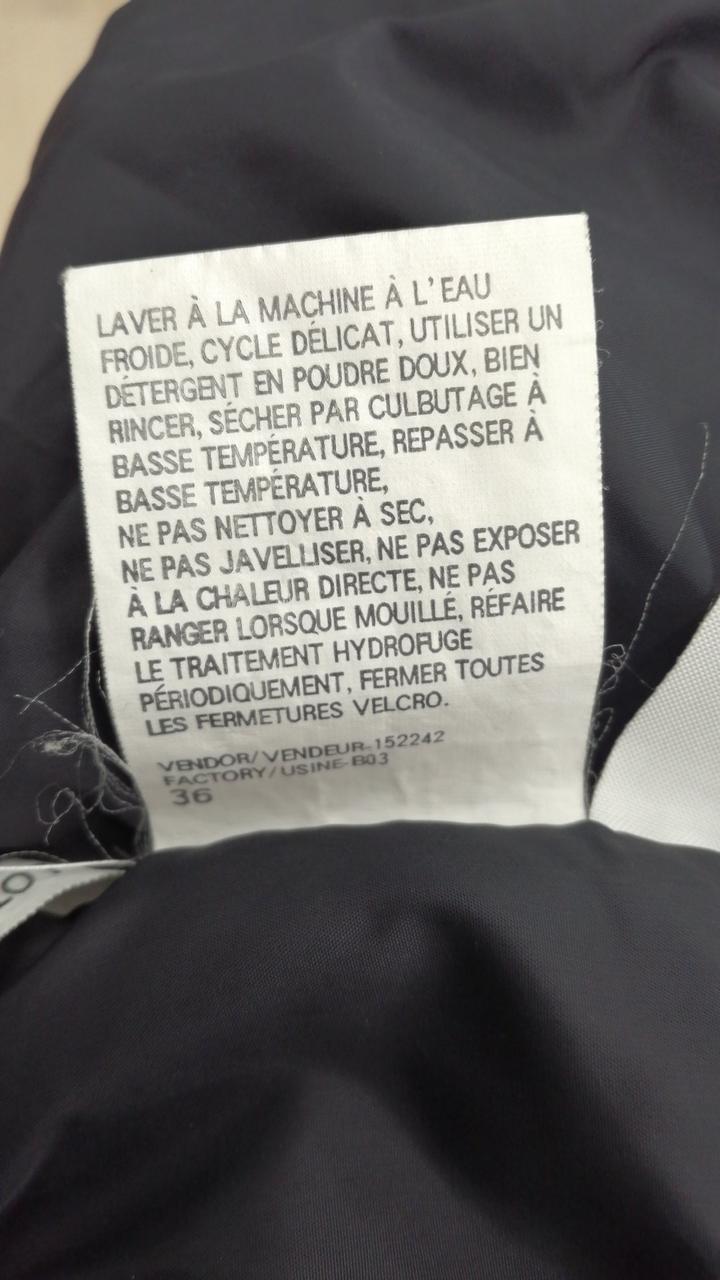 LAVER À LA MACHINE À L'EAU
FROIDE, CYCLE DÉLICAT, UTILISER UN
DÉTERGENT EN POUDRE DOUX, BIEN
RINCER, SÉCHER PAR CULBUTAGE À
BASSE TEMPÉRATURE, REPASSER À
BASSE TEMPÉRATURE,
NE PAS NETTOYER À SEC,
NE PAS JAVELLISER, NE PAS EXPOSER
À LA CHALEUR DIRECTE, NE PAS
RANGER LORSQUE MOUILLÉ, RÉFAIRE
LE TRAITEMENT HYDROFUGE
PÉRIODIQUEMENT, FERMER TOUTES
LES FERMETURES VELCRO.
VENDOR/VENDEUR-152242
FACTORY/USINE-B03
36